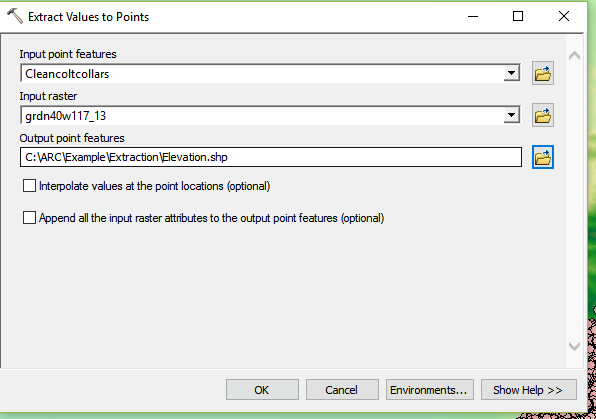 Extract Values to Points
Input point features
Cleancoltcollars
Input raster
grdn40w117_13
Output point features
C:\ARC\Example\Extraction\Elevation.shp
Interpolate values at the point locations (optional)
Append all the input raster attributes to the output point features (optional)
OK Cancel Environments... Show Help >>